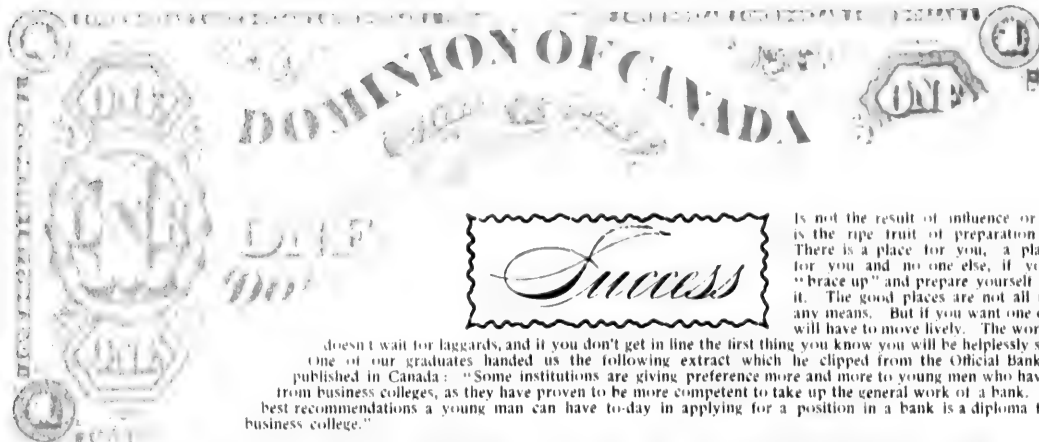 DOMINION OF CANADA
ONE
ONE
ONE
ONE
Success
Is not the result of influence or
is the ripe fruit of preparation
There is a place for you, a pla
for you and no one else, if yo
"brace up" and prepare yourself
it. The good places are not all
any means. But if you want one
will have to move lively. The wor
doesn't wait for laggards, and if you don't get in line the first thing you know you will be helplessly s
One of our graduates handed us the following extract which he clipped from the Official Bank
published in Canada: "Some institutions are giving preference more and more to young men who hav
from business colleges, as they have proven to be more competent to take up the general work of a bank.
best recommendations a young man can have to-day in applying for a position in a bank is a diploma f
business college."